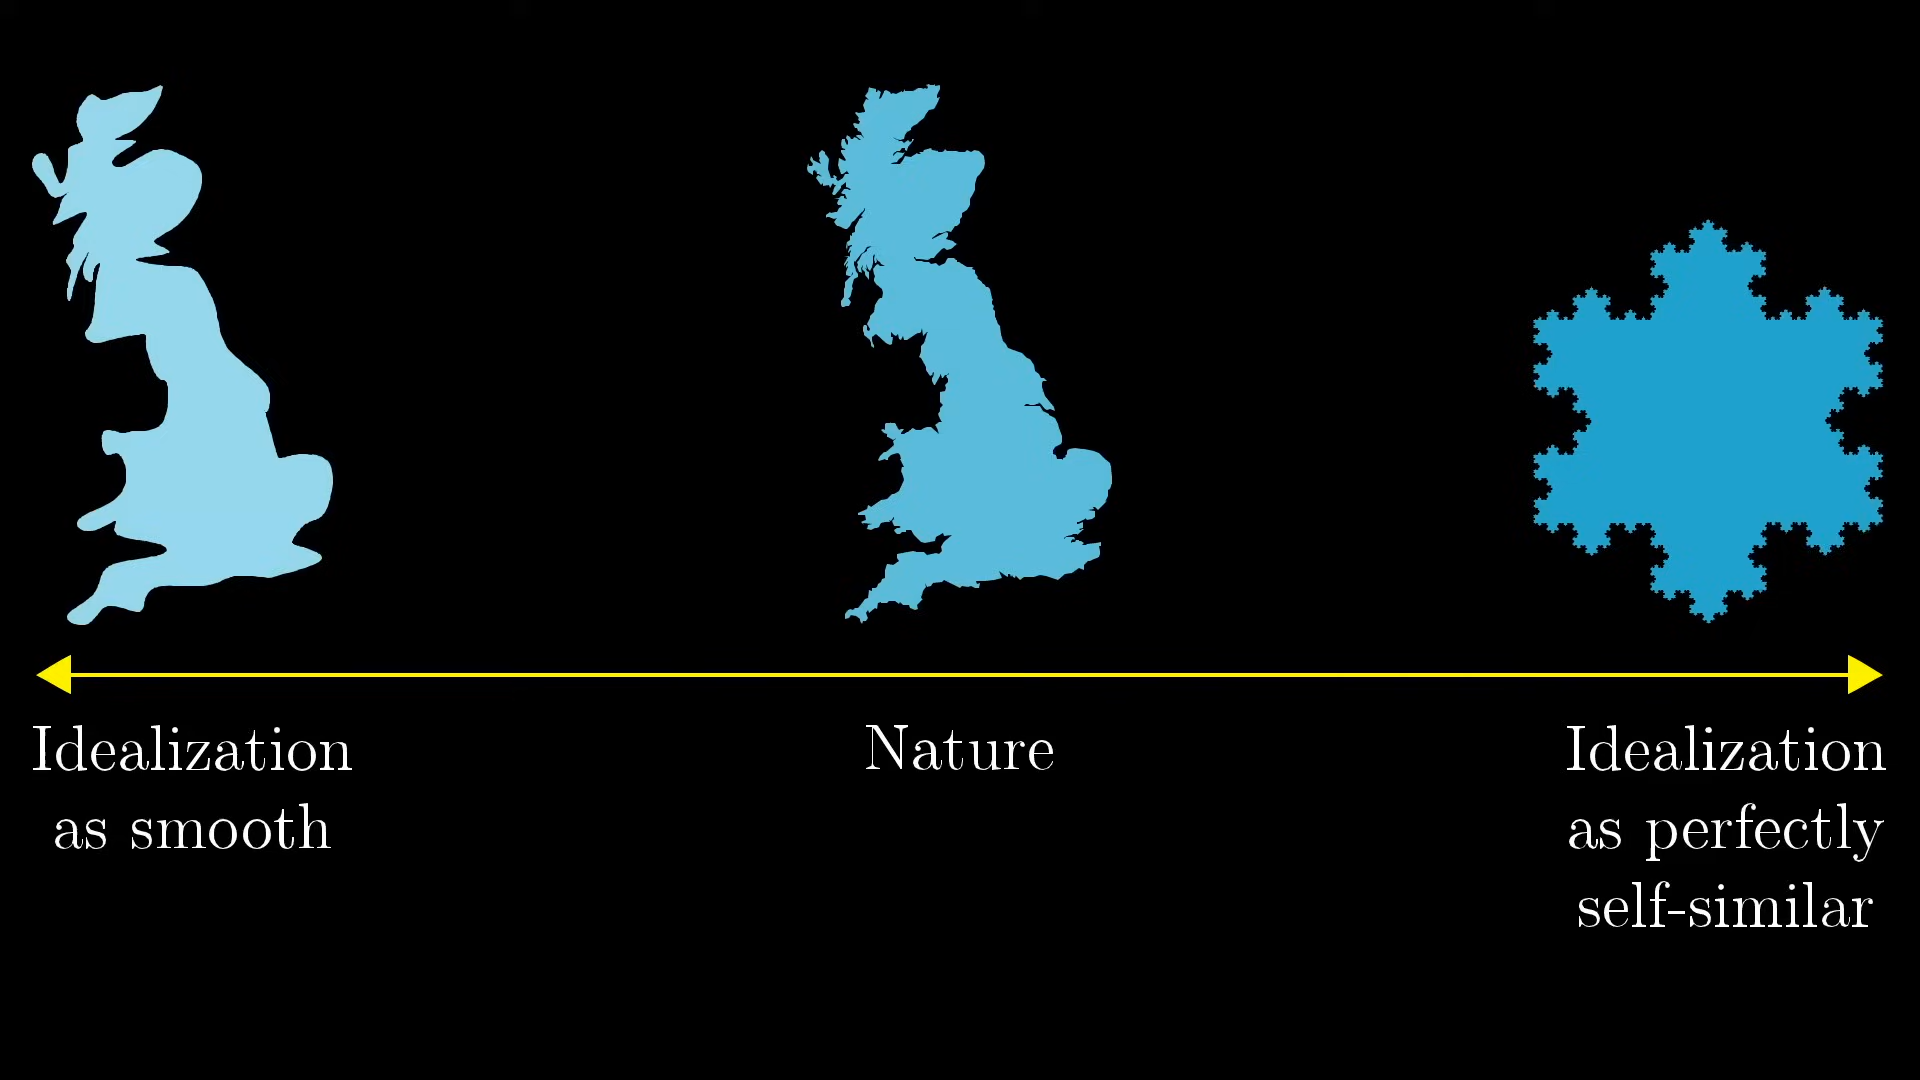 Idealization
as smooth
Nature
Idealization
as perfectly
self-similar